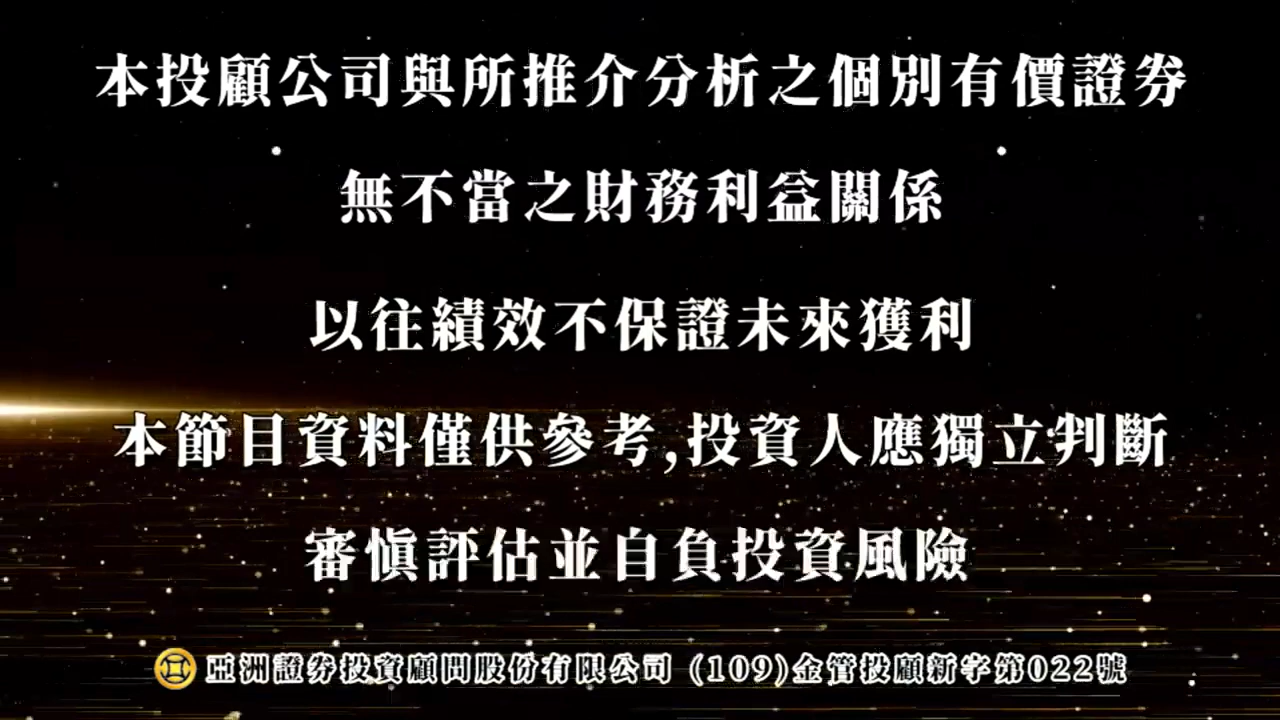 本投顧公司與所推介分析之個別有價證券
無不當之財務利益關係
以往績效不保證未來獲利
本節目資料僅供參考,投資人應獨立判斷
審慎評估並自負投資風險
亞洲證券投資顧問股份有限公司 (109)金管投顧新字第022號